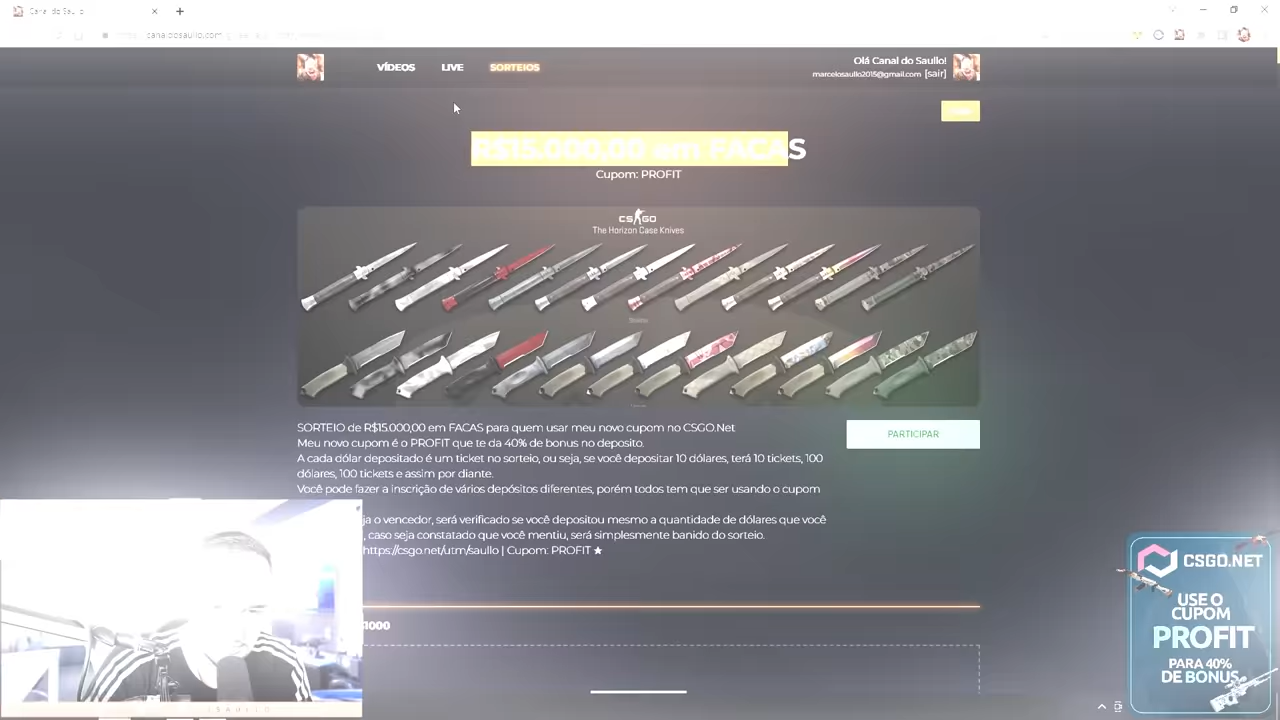 Canal do Saullo
canaldosaullo.com
VÍDEOS
LIVE
SORTEIOS
Olá Canal do Saullo!
marcelosaullo2015@gmail.com [sair]
R$15.000,00 em FACAS
Cupom: PROFIT
CS GO
The Horizon Case Knives
SORTEIO de R$15.000,00 em FACAS para quem usar meu novo cupom no CSGO.Net
Meu novo cupom é o PROFIT que te da 40% de bonus no deposito.
A cada dólar depositado é um ticket no sorteio, ou seja, se você depositar 10 dólares, terá 10 tickets, 100
dólares, 100 tickets e assim por diante.
Você pode fazer a inscrição de vários depósitos diferentes, porém todos tem que ser usando o cupom
ja o vencedor, será verificado se você depositou mesmo a quantidade de dólares que você
, caso seja constatado que você mentiu, será simplesmente banido do sorteio.
https://csgo.net/utm/saullo | Cupom: PROFIT ★
PARTICIPAR
1000
CSGO.NET
USE O
CUPOM
PROFIT
PARA 40%
DE BONUS